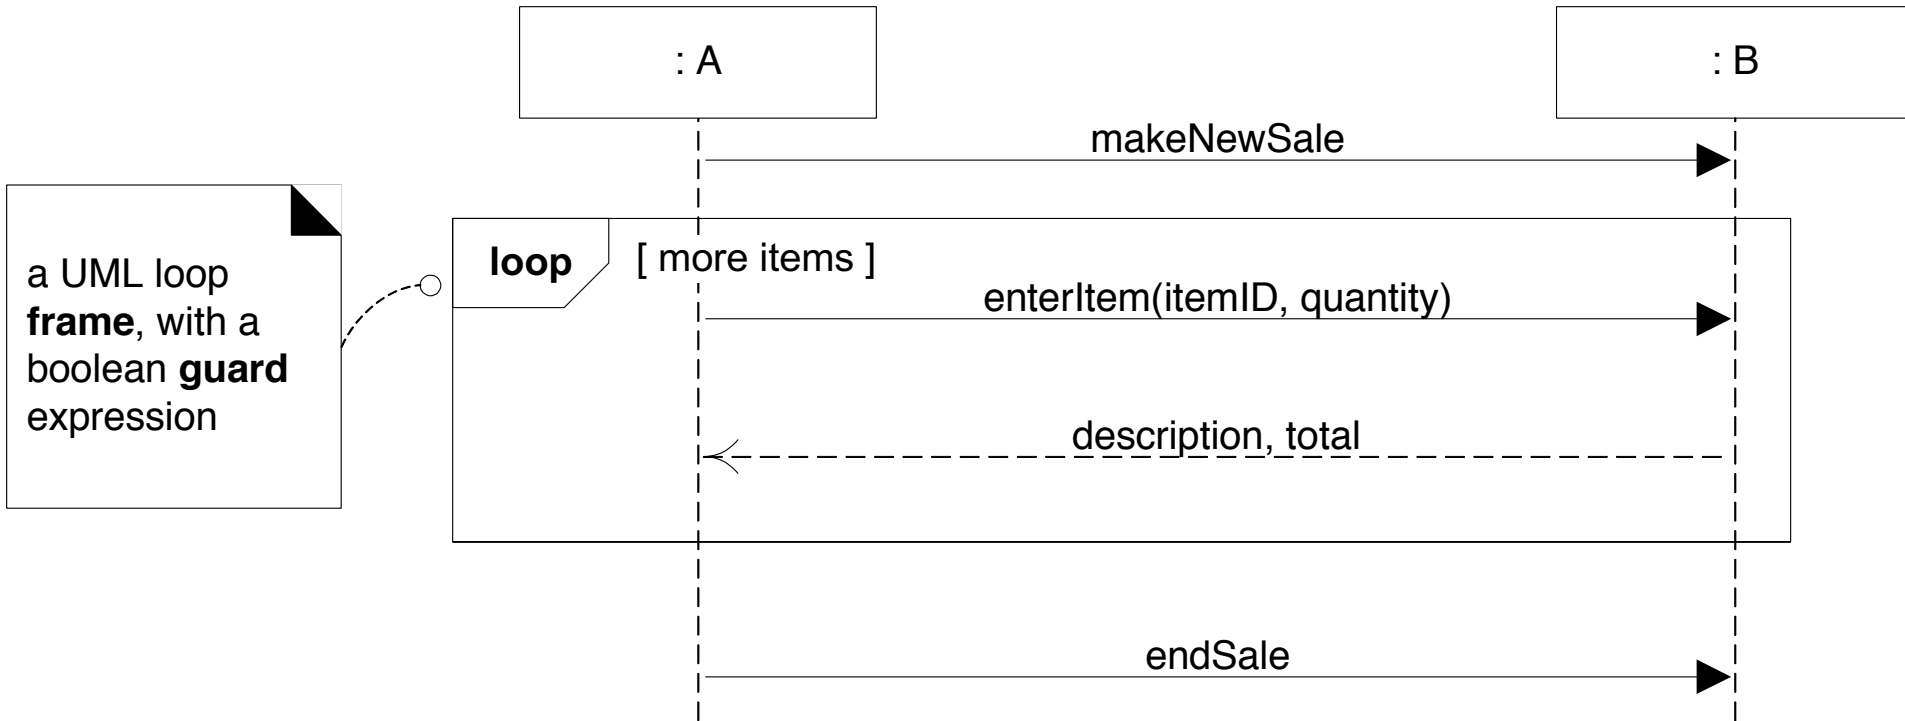 : A
: B
makeNewSale
a UML loop
frame, with a
boolean guard
expression
loop
[ more items ]
enterItem(itemID, quantity)
description, total
endSale